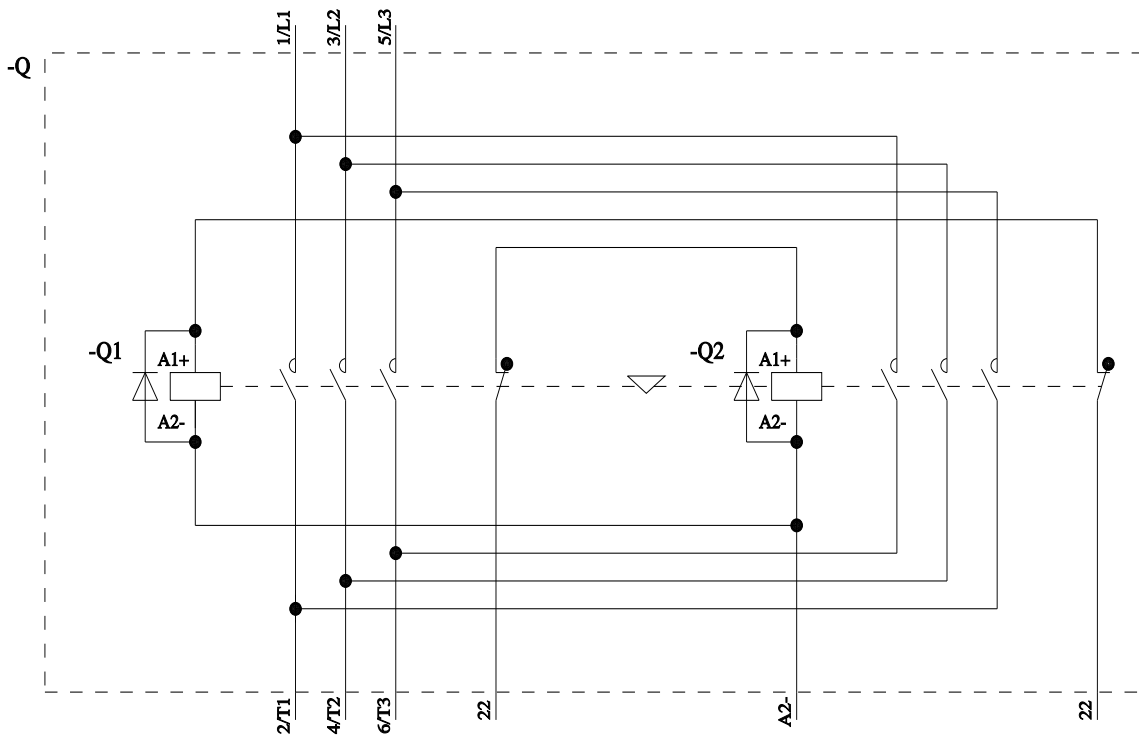 1/L1
3/L2
5/L3
-Q
-Q1
A1+
A2-
-Q2
A1+
A2-
2/T1
4/T2
6/T3
22
A2-
22